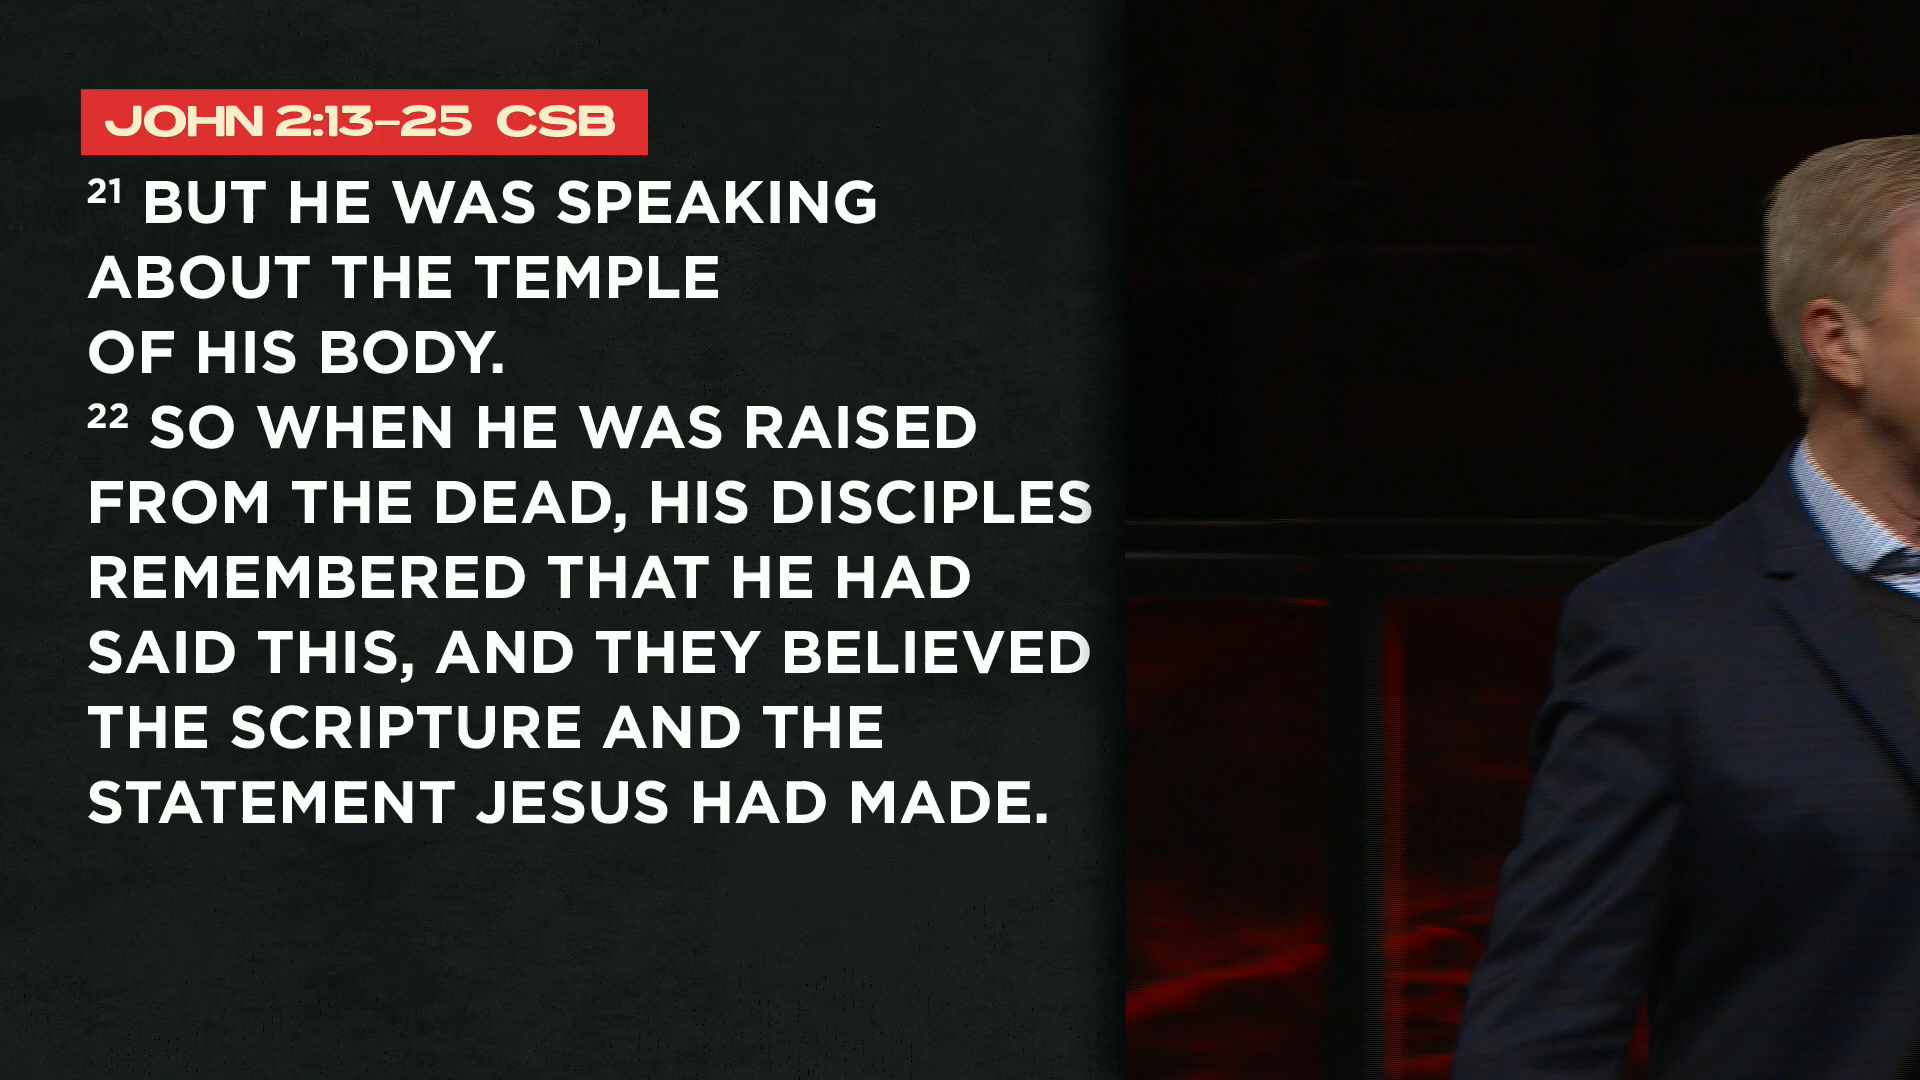 JOHN 2:13–25 CSB
21 BUT HE WAS SPEAKING
ABOUT THE TEMPLE
OF HIS BODY.
22 SO WHEN HE WAS RAISED
FROM THE DEAD, HIS DISCIPLES
REMEMBERED THAT HE HAD
SAID THIS, AND THEY BELIEVED
THE SCRIPTURE AND THE
STATEMENT JESUS HAD MADE.